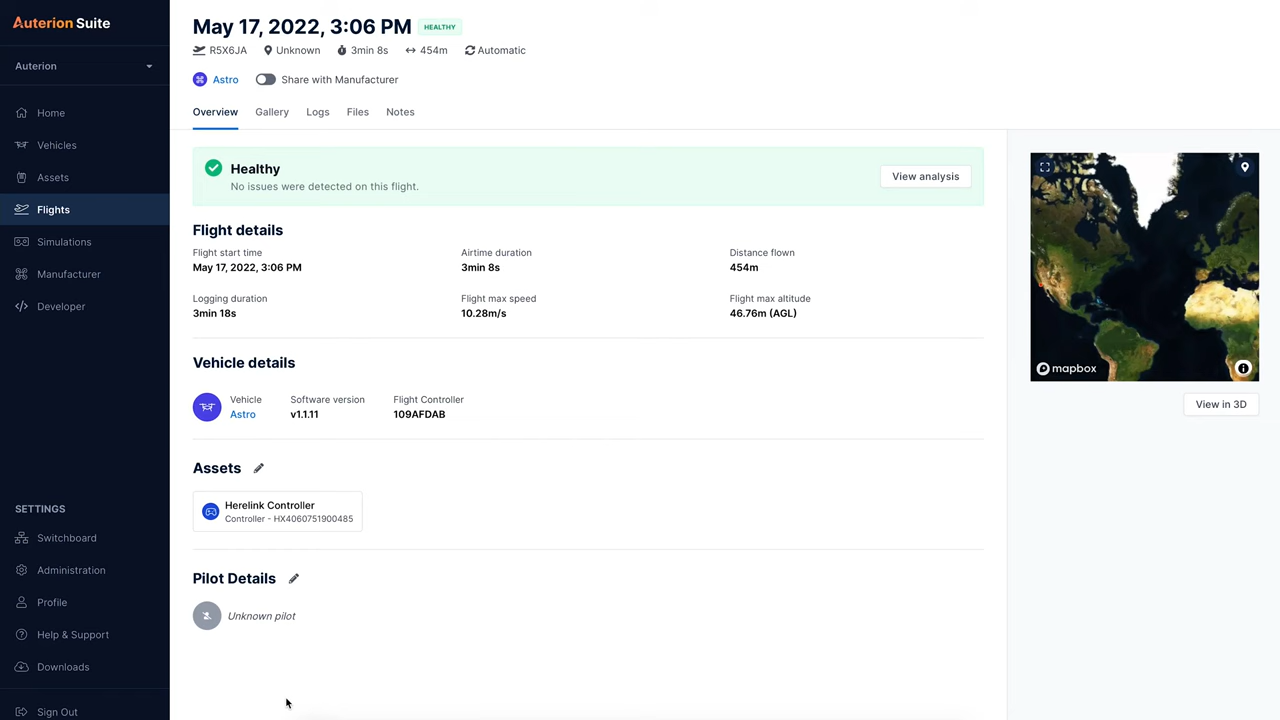 Auterion Suite
Auterion
Home
Vehicles
Assets
Flights
Simulations
Manufacturer
Developer
SETTINGS
Switchboard
Administration
Profile
Help & Support
Downloads
Sign Out
May 17, 2022, 3:06 PM HEALTHY
R5X6JA Unknown 3min 8s 454m Automatic
Astro Share with Manufacturer
Overview Gallery Logs Files Notes
Healthy
No issues were detected on this flight.
View analysis
Flight details
Flight start time Airtime duration Distance flown
May 17, 2022, 3:06 PM 3min 8s 454m
Logging duration Flight max speed Flight max altitude
3min 18s 10.28m/s 46.76m (AGL)
Vehicle details
Vehicle Software version Flight Controller
Astro v1.1.11 109AFDAB
Assets
Herelink Controller
Controller - HX4060751900485
Pilot Details
Unknown pilot
mapbox
View in 3D